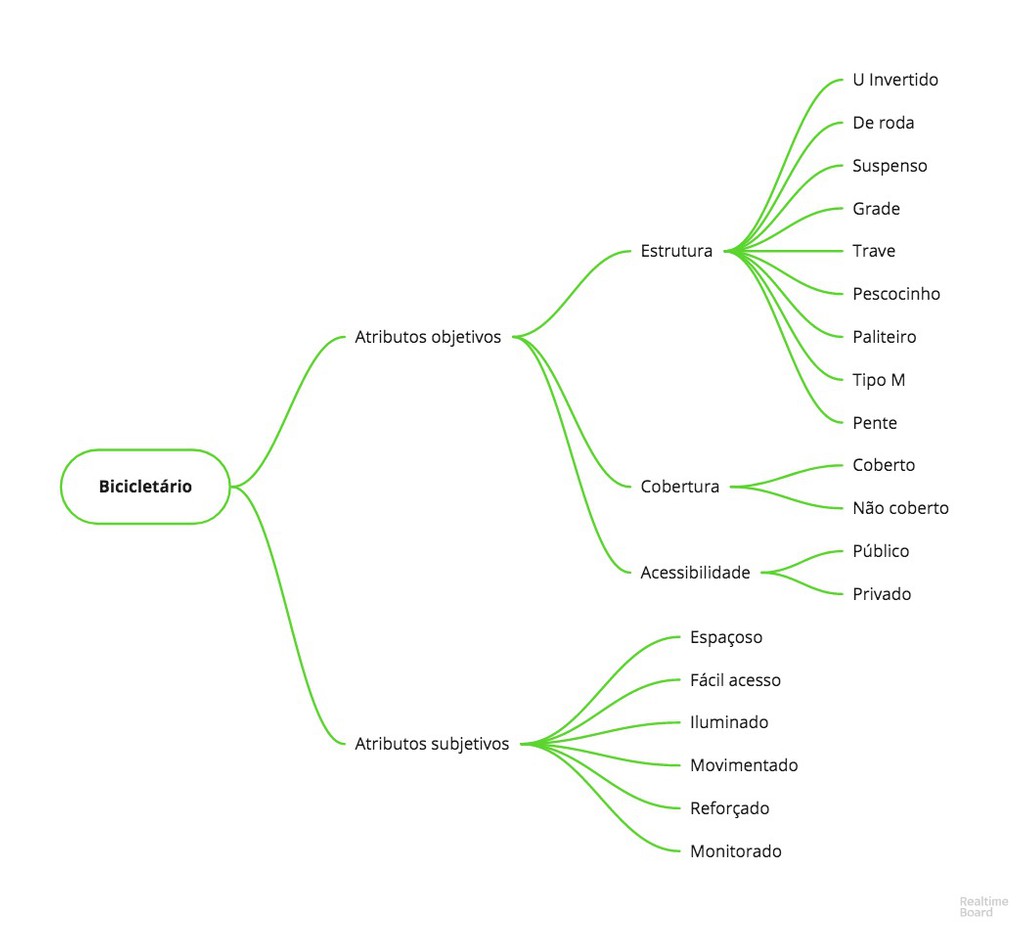 Bicicletário
Atributos objetivos
Estrutura
U Invertido
De roda
Suspenso
Grade
Trave
Pescocinho
Paliteiro
Tipo M
Pente
Cobertura
Coberto
Não coberto
Acessibilidade
Público
Privado
Atributos subjetivos
Espaçoso
Fácil acesso
Iluminado
Movimentado
Reforçado
Monitorado
Realtime
Board